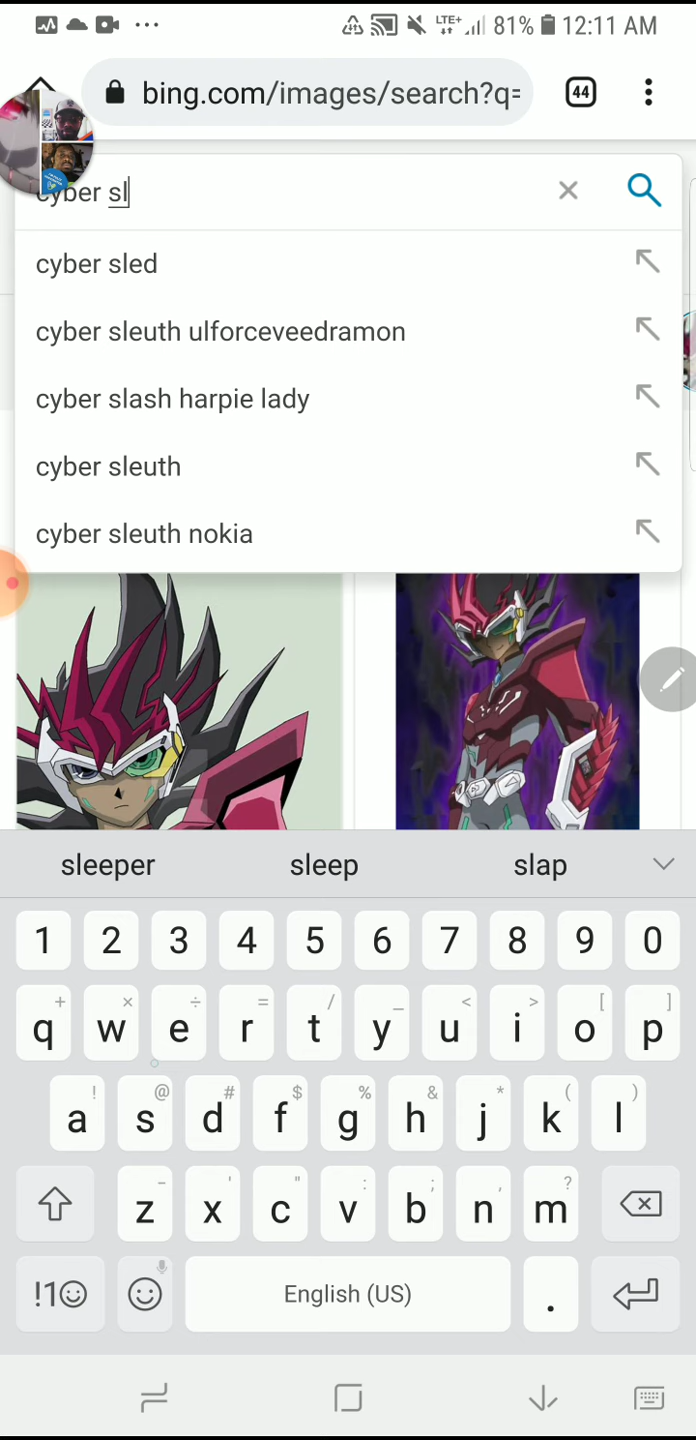 LTE+ 81% 12:11 AM
bing.com/images/search?q=
44
cyber sl
cyber sled
cyber sleuth ulforceveedramon
cyber slash harpie lady
cyber sleuth
cyber sleuth nokia
sleeper sleep slap
1 2 3 4 5 6 7 8 9 0
+ × ÷ = / _ < > [ ]
q w e r t y u i o p
! @ # $ % & * ( )
a s d f g h j k l
- ' " : ; , ?
z x c v b n m
!1☺ English (US) .